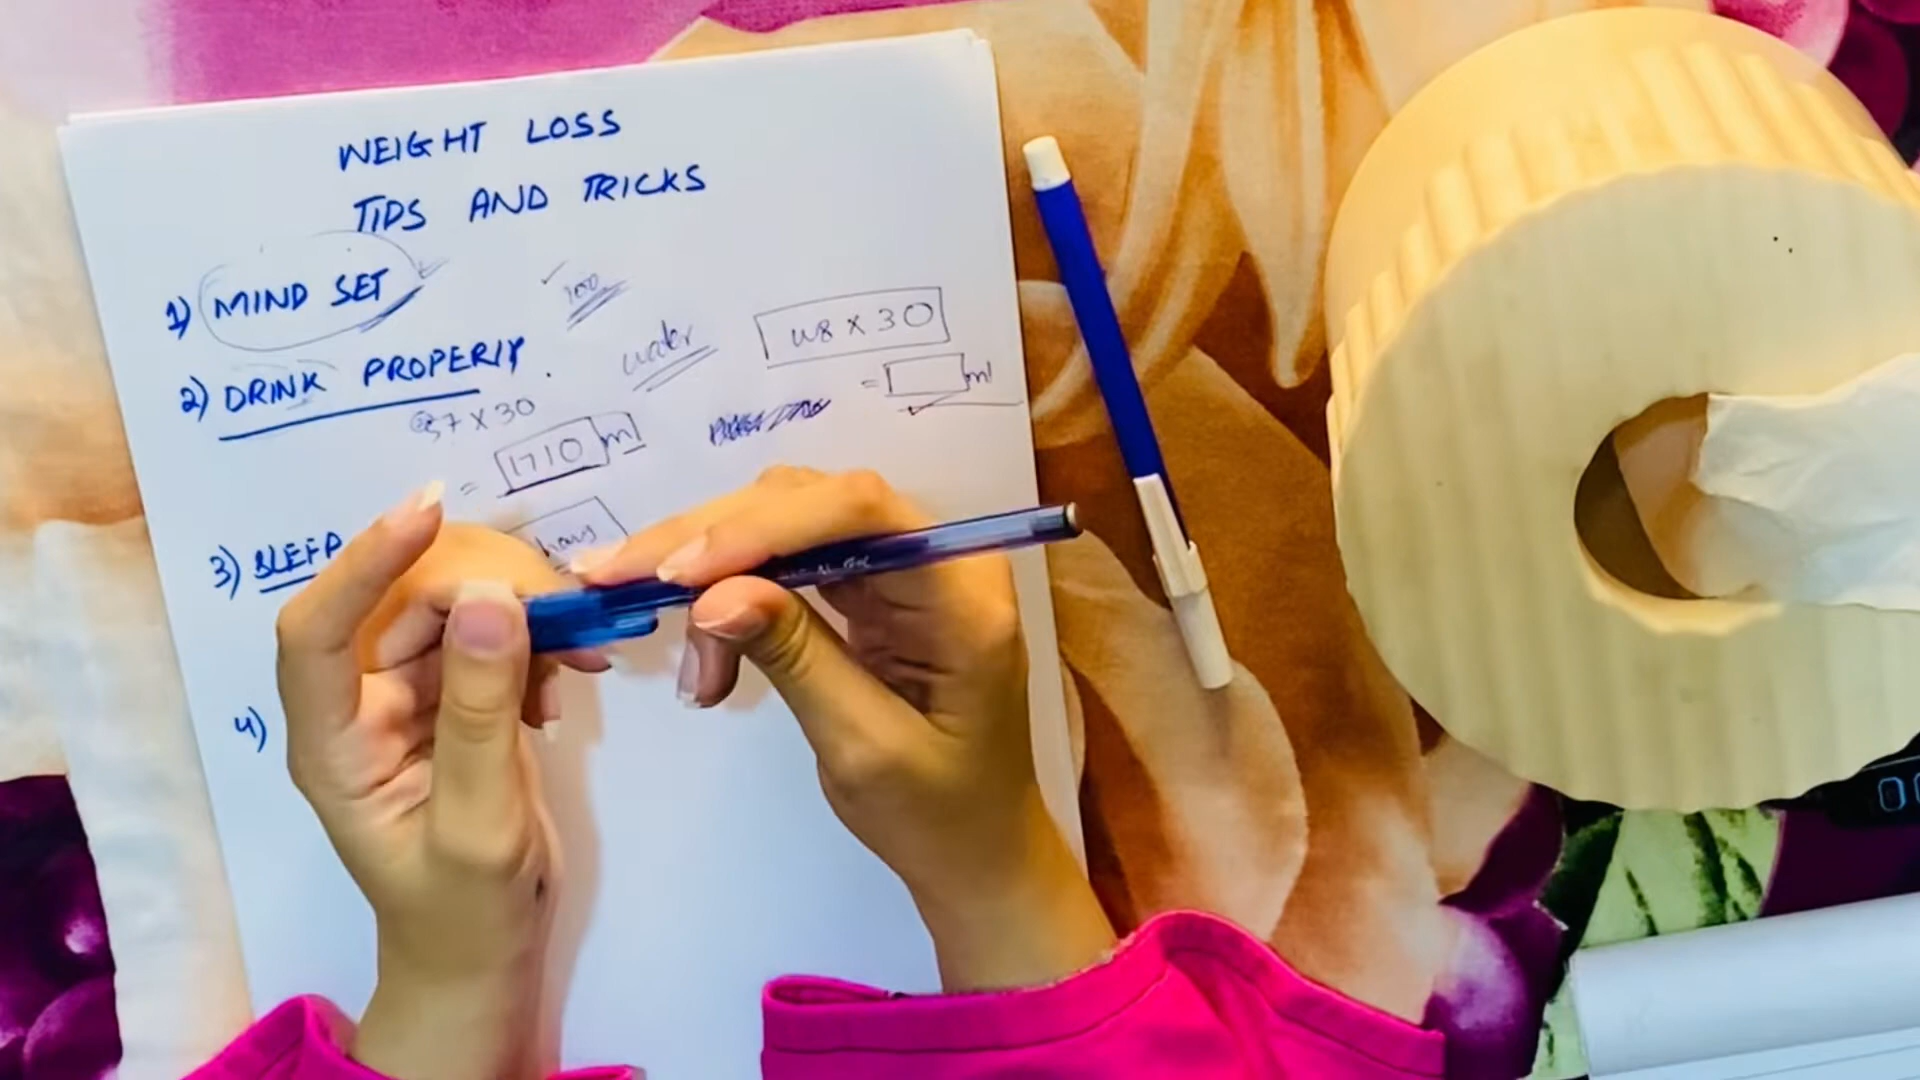 WEIGHT LOSS
TIPS AND TRICKS
1) MIND SET
100
2) DRINK PROPERLY.
water
W8 X 30
= ml
57 X 30
= 1710 ml
3) SLEEP
4)